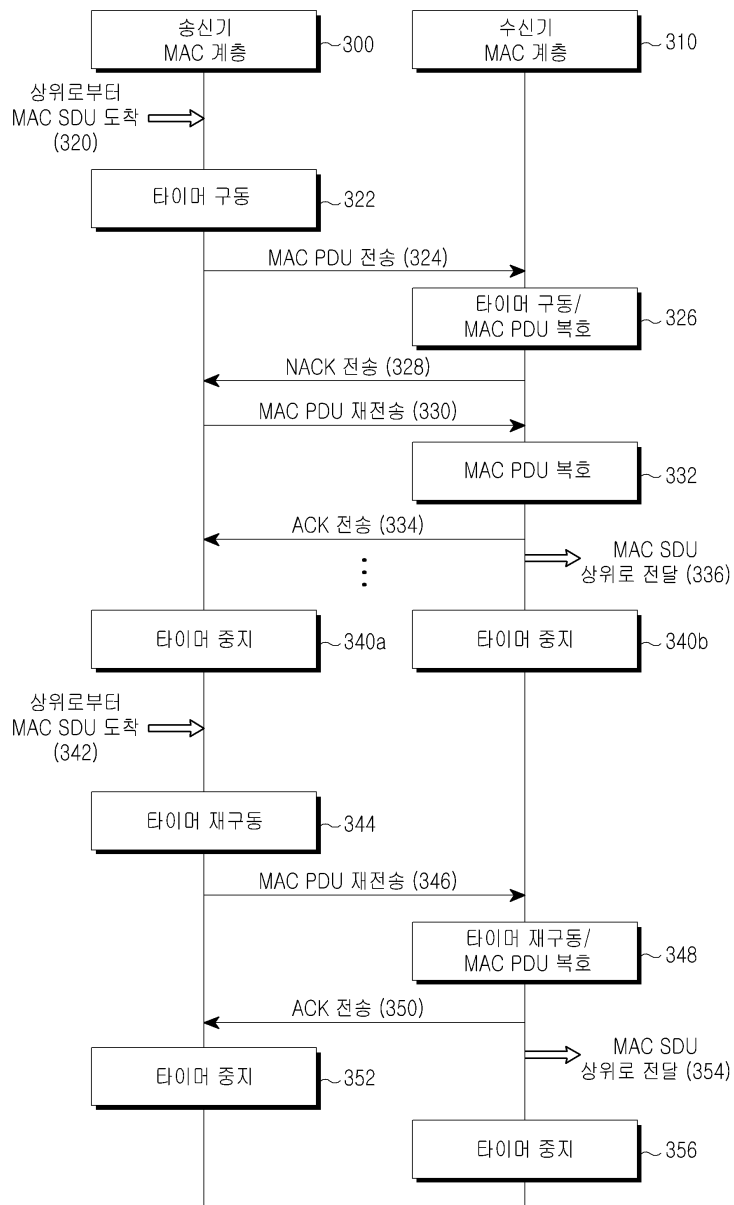 송신기
MAC 계층
300
수신기
MAC 계층
310
상위로부터
MAC SDU 도착
(320)
타이머 구동
322
MAC PDU 전송 (324)
타이머 구동/
MAC PDU 복호
326
NACK 전송 (328)
MAC PDU 재전송 (330)
MAC PDU 복호
332
ACK 전송 (334)
MAC SDU
상위로 전달 (336)
타이머 중지
340a
타이머 중지
340b
상위로부터
MAC SDU 도착
(342)
타이머 재구동
344
MAC PDU 재전송 (346)
타이머 재구동/
MAC PDU 복호
348
ACK 전송 (350)
MAC SDU
상위로 전달 (354)
타이머 중지
352
타이머 중지
356